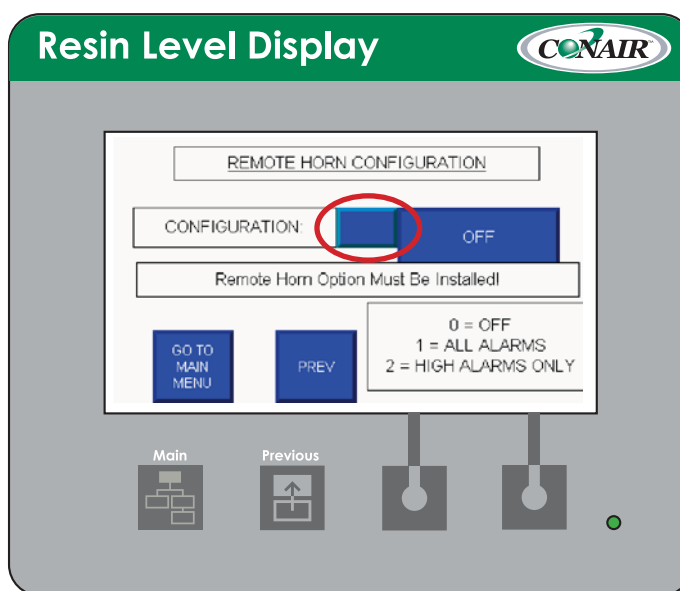 Resin Level Display
CONAIR
REMOTE HORN CONFIGURATION
CONFIGURATION:
OFF
Remote Horn Option Must Be Installed!
0 = OFF
1 = ALL ALARMS
2 = HIGH ALARMS ONLY
GO TO
MAIN
MENU
PREV
Main
Previous